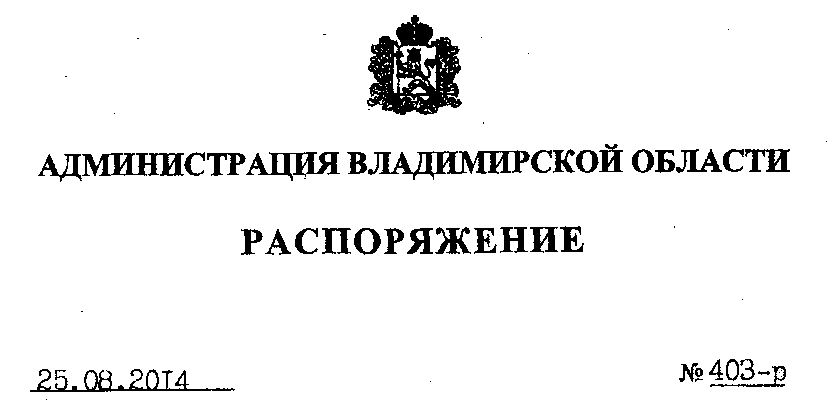 АДМИНИСТРАЦИЯ ВЛАДИМИРСКОЙ ОБЛАСТИ
РАСПОРЯЖЕНИЕ
25.08.2014 № 403-р